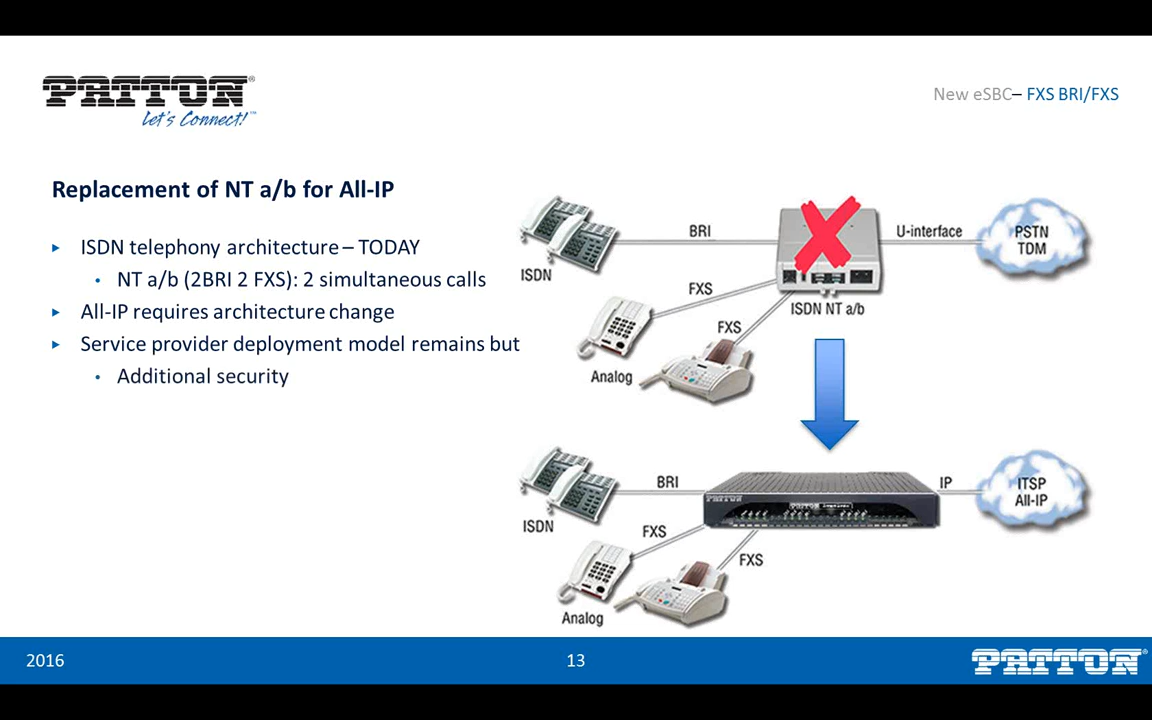 PATTON®
Let's Connect!™
New eSBC– FXS BRI/FXS
Replacement of NT a/b for All-IP
▸ ISDN telephony architecture – TODAY
• NT a/b (2BRI 2 FXS): 2 simultaneous calls
▸ All-IP requires architecture change
▸ Service provider deployment model remains but
• Additional security
BRI
U-interface
PSTN
TDM
ISDN
FXS
ISDN NT a/b
FXS
Analog
BRI
IP
ITSP
All-IP
PATTON
PATTON
ISDN
FXS
FXS
Analog
2016
13
PATTON®